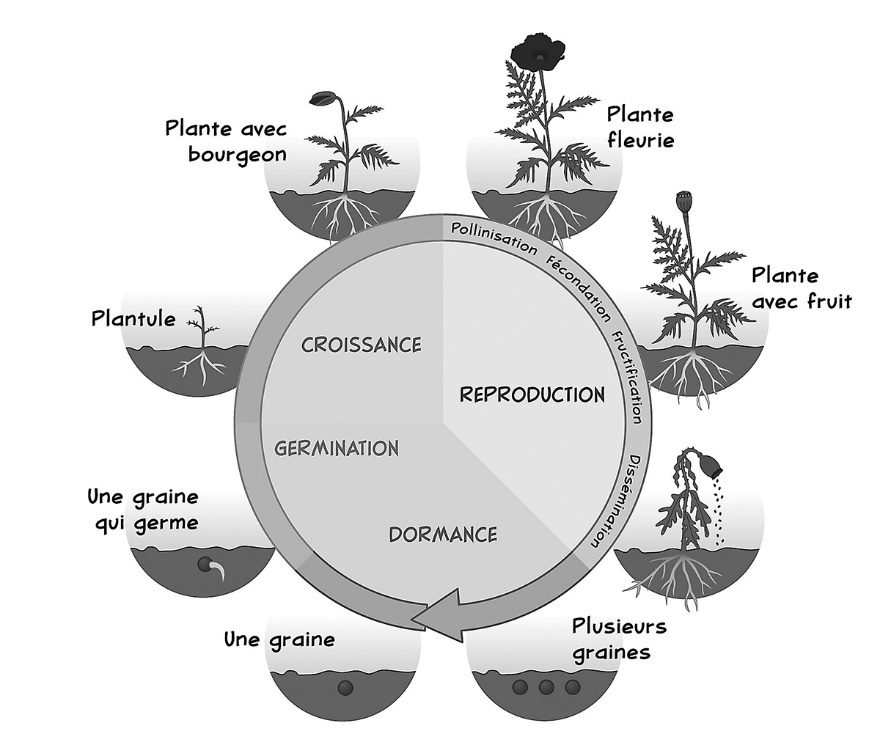 Plante avec
bourgeon
Plante
fleurie
Pollinisation
Fécondation
Fructification
Dissémination
Plante
avec fruit
Plantule
CROISSANCE
REPRODUCTION
GERMINATION
DORMANCE
Une graine
qui germe
Une graine
Plusieurs
graines